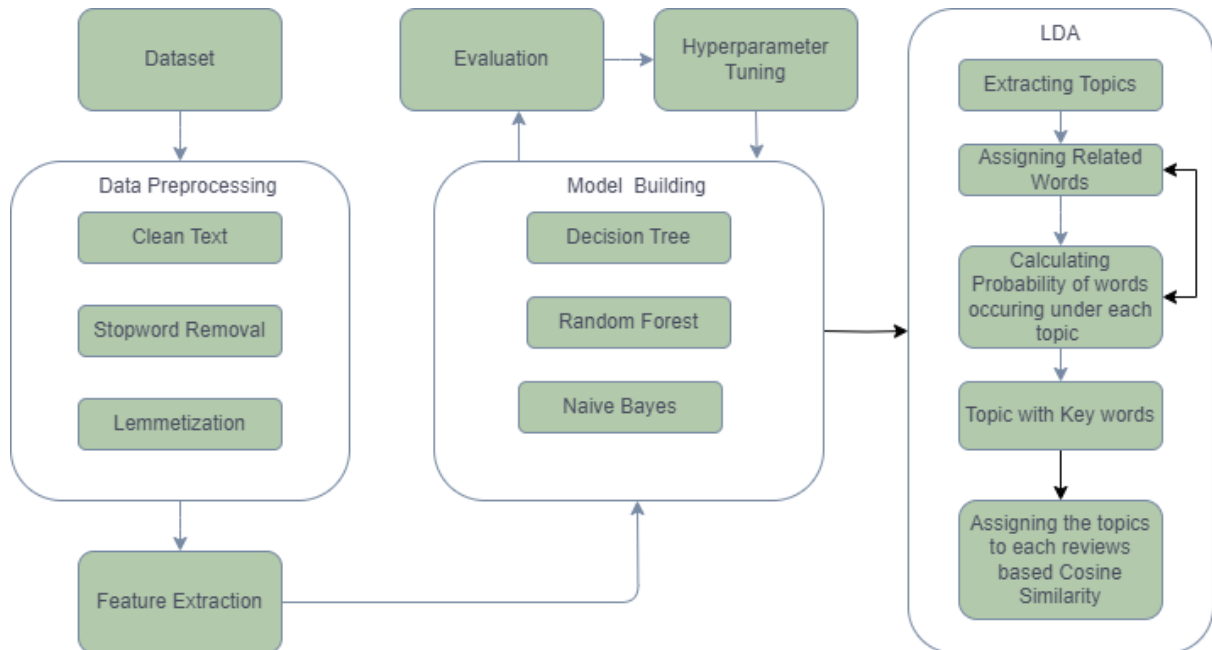 Dataset
Data Preprocessing
Clean Text
Stopword Removal
Lemmetization
Feature Extraction
Evaluation
Hyperparameter
Tuning
Model Building
Decision Tree
Random Forest
Naive Bayes
LDA
Extracting Topics
Assigning Related
Words
Calculating
Probability of words
occuring under each
topic
Topic with Key words
Assigning the topics
to each reviews
based Cosine
Similarity